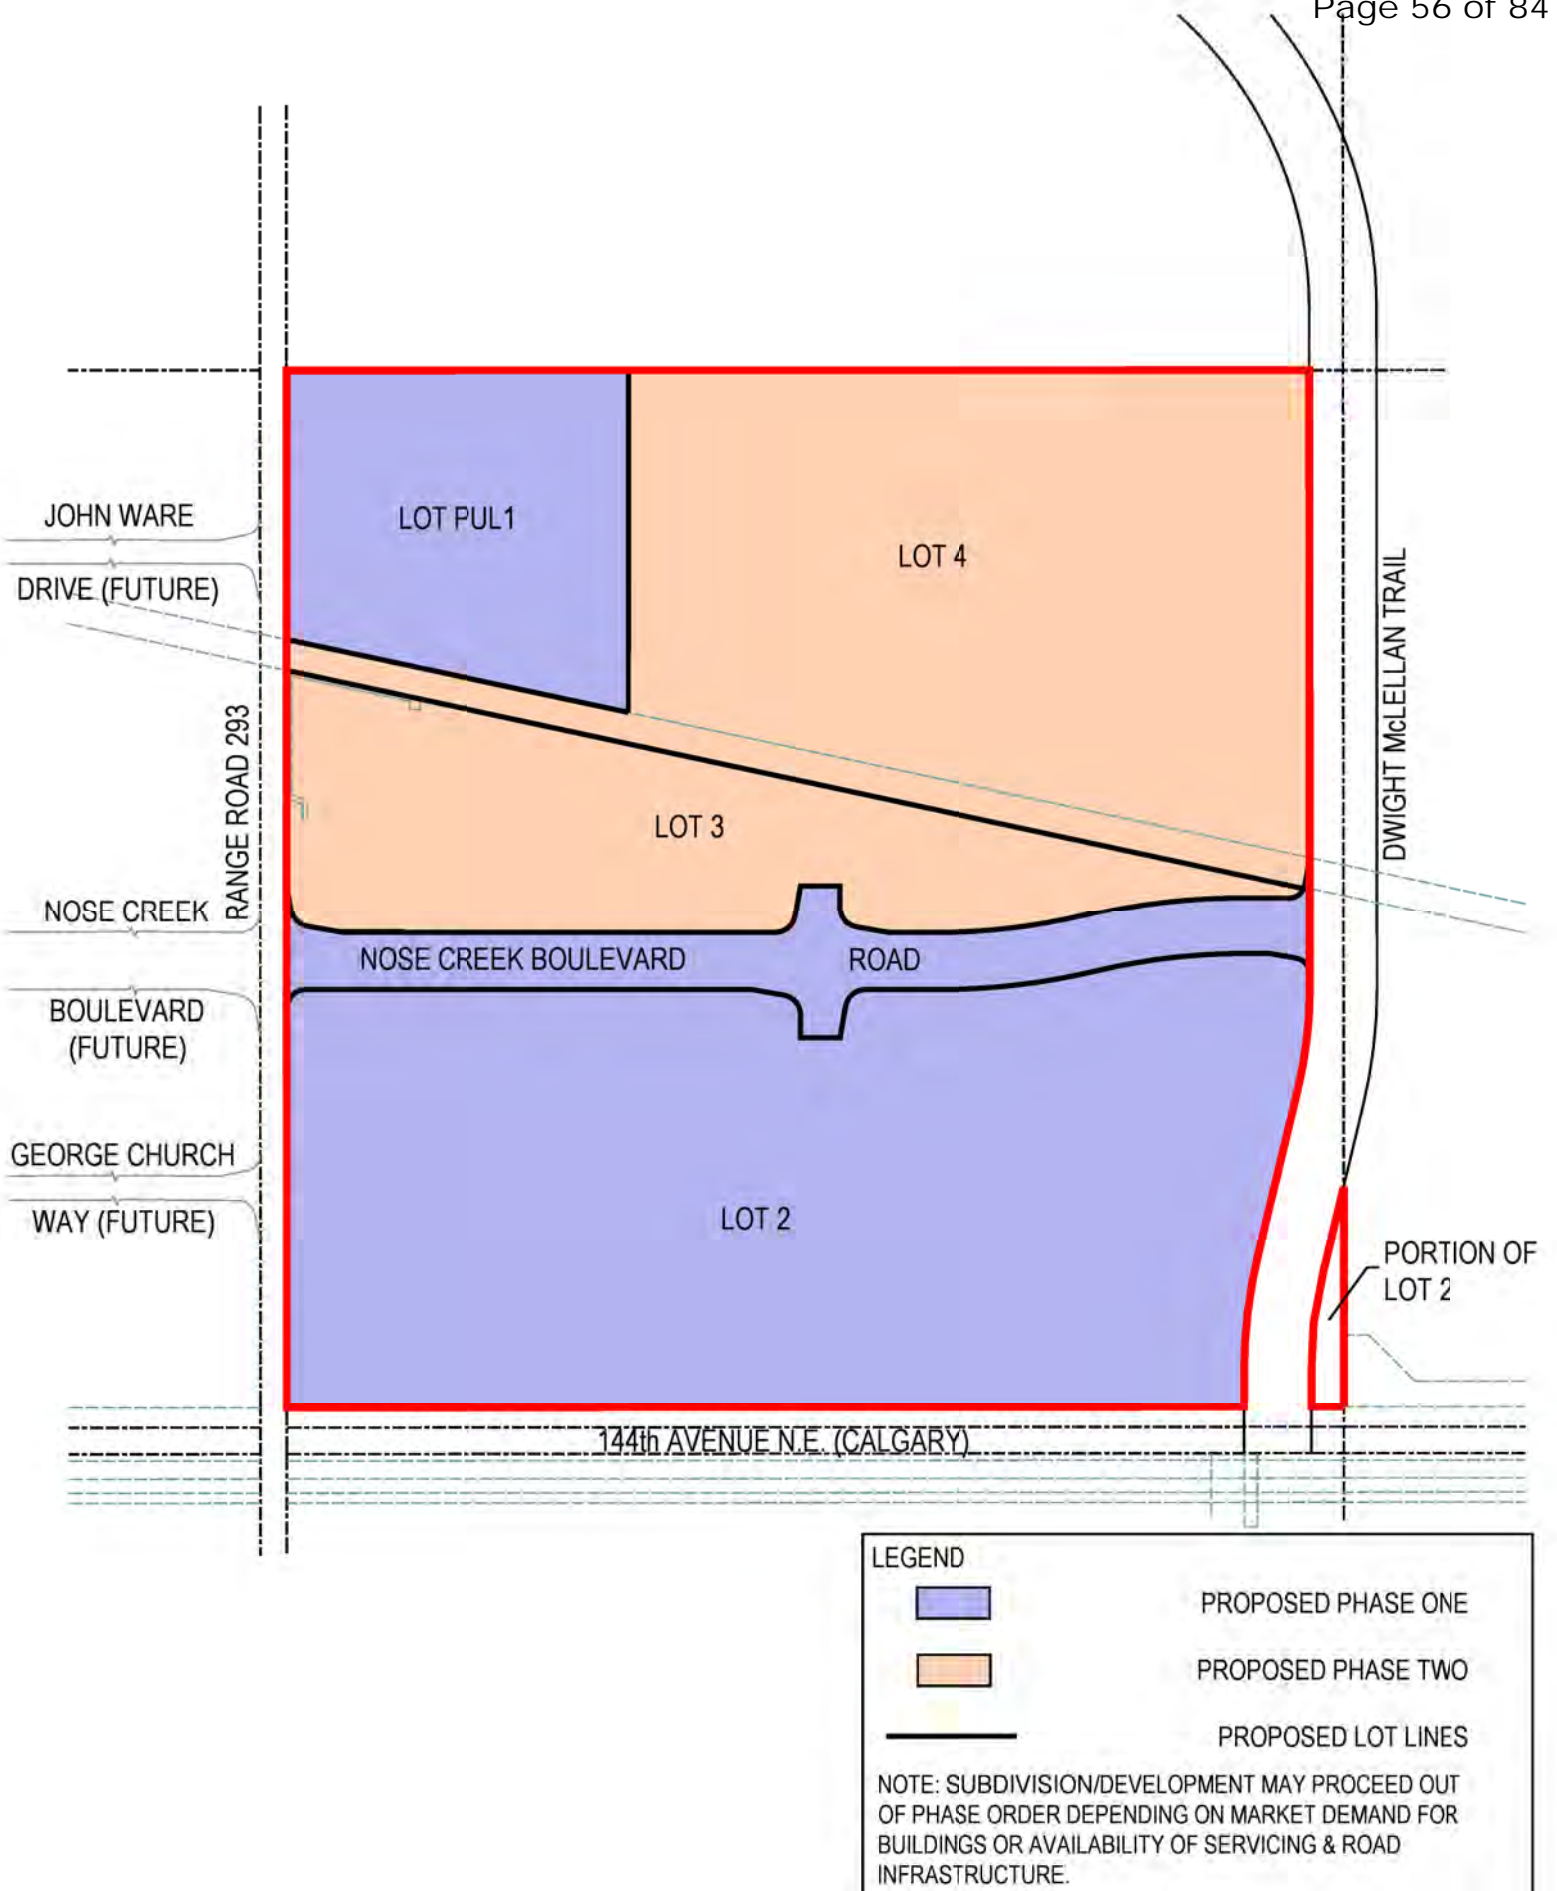 Page 56 of 84
JOHN WARE
DRIVE (FUTURE)
LOT PUL1
LOT 4
DWIGHT McLELLAN TRAIL
RANGE ROAD 293
LOT 3
NOSE CREEK
BOULEVARD
(FUTURE)
NOSE CREEK BOULEVARD
ROAD
GEORGE CHURCH
WAY (FUTURE)
LOT 2
PORTION OF
LOT 2
144th AVENUE N.E. (CALGARY)
LEGEND
PROPOSED PHASE ONE
PROPOSED PHASE TWO
PROPOSED LOT LINES
NOTE: SUBDIVISION/DEVELOPMENT MAY PROCEED OUT
OF PHASE ORDER DEPENDING ON MARKET DEMAND FOR
BUILDINGS OR AVAILABILITY OF SERVICING & ROAD
INFRASTRUCTURE.